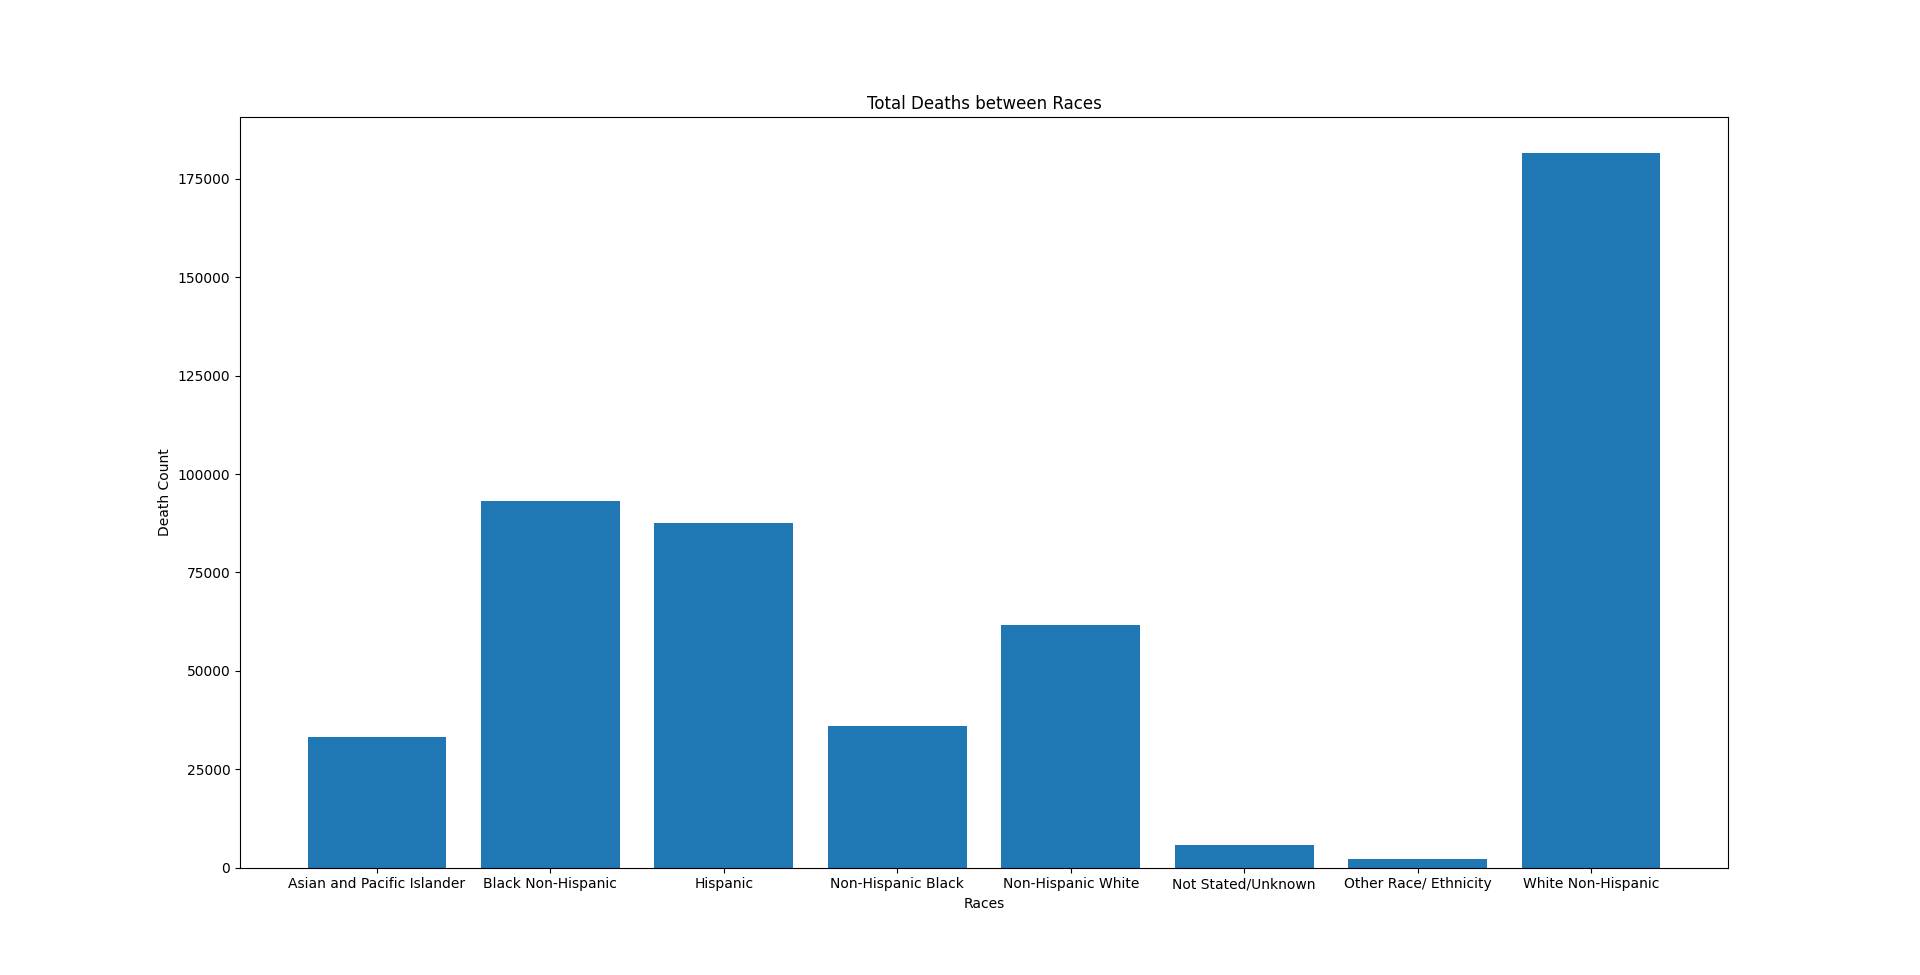 Total Deaths between Races
175000
150000
125000
100000
75000
50000
25000
0
Death Count
Asian and Pacific Islander
Black Non-Hispanic
Hispanic
Non-Hispanic Black
Non-Hispanic White
Not Stated/Unknown
Other Race/ Ethnicity
White Non-Hispanic
Races